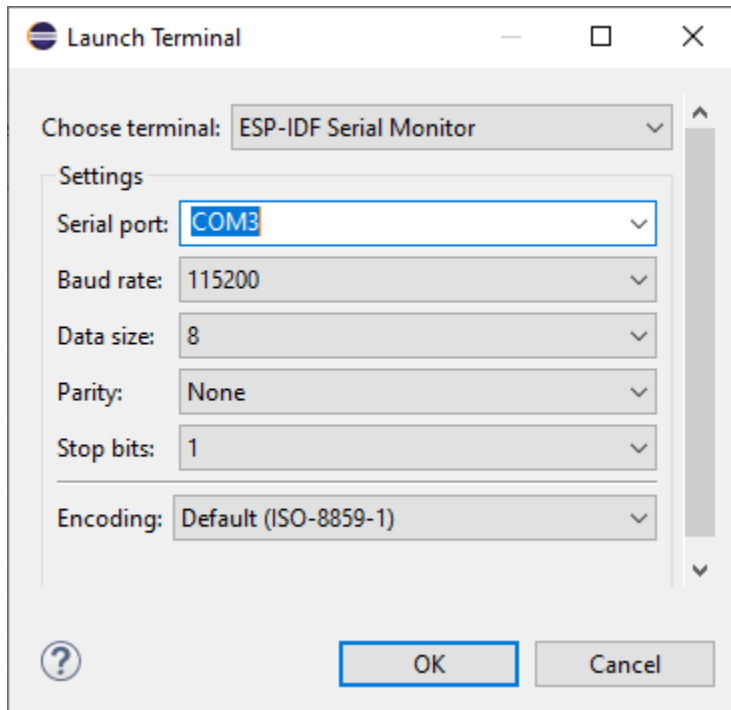 Launch Terminal
Choose terminal: ESP-IDF Serial Monitor
Settings
Serial port: COM3
Baud rate: 115200
Data size: 8
Parity: None
Stop bits: 1
Encoding: Default (ISO-8859-1)
? OK Cancel